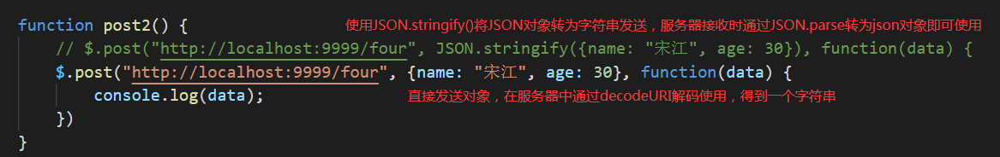 function post2() { 使用JSON.stringify()将JSON对象转为字符串发送，服务器接收时通过JSON.parse转为json对象即可使用
// $.post("http://localhost:9999/four", JSON.stringify({name: "宋江", age: 30}), function(data) {
$.post("http://localhost:9999/four", {name: "宋江", age: 30}, function(data) {
console.log(data); 直接发送对象，在服务器中通过decodeURI解码使用，得到一个字符串
})
}